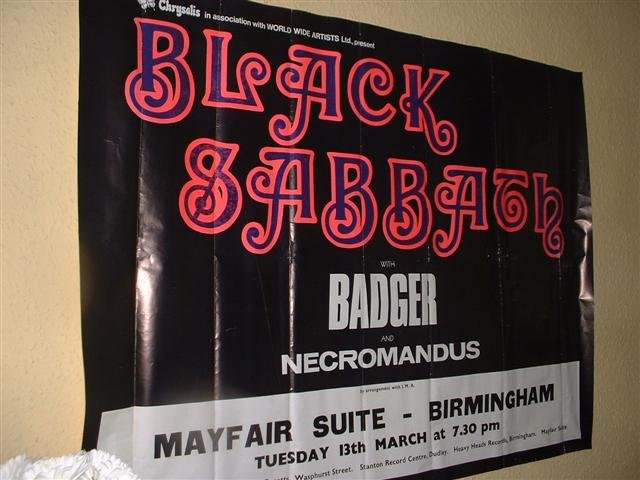 Chrysalis in association with WORLD WIDE ARTISTS Ltd., present
BLACK
SABBATH
WITH
BADGER
AND
NECROMANDUS
by arrangement with I.M.A.
MAYFAIR SUITE - BIRMINGHAM
TUESDAY 13th MARCH at 7.30 pm
Wasphurst Street. Stanton Record Centre, Dudley. Heavy Heads Records, Birmingham. Mayfair Suite